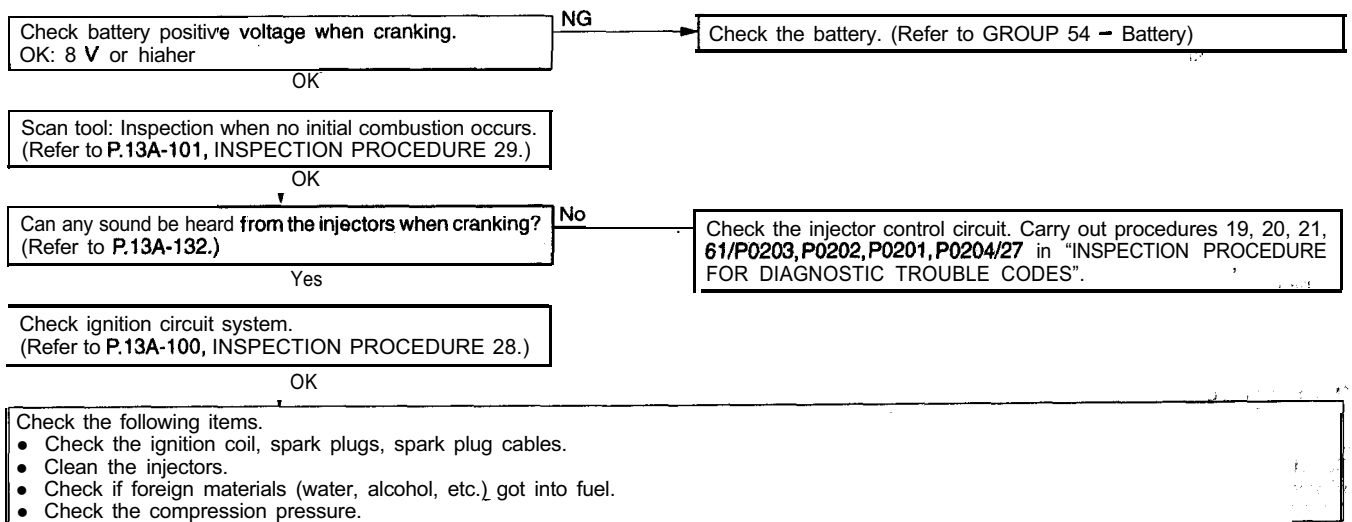 Check battery positive voltage when cranking.
OK: 8 V or hiaher
NG
Check the battery. (Refer to GROUP 54 – Battery)
OK
Scan tool: Inspection when no initial combustion occurs.
(Refer to P.13A-101, INSPECTION PROCEDURE 29.)
OK
Can any sound be heard from the injectors when cranking?
(Refer to P.13A-132.)
No
Check the injector control circuit. Carry out procedures 19, 20, 21,
61/P0203, P0202, P0201, P0204/27 in “INSPECTION PROCEDURE
FOR DIAGNOSTIC TROUBLE CODES”.
Yes
Check ignition circuit system.
(Refer to P.13A-100, INSPECTION PROCEDURE 28.)
OK
Check the following items.
● Check the ignition coil, spark plugs, spark plug cables.
● Clean the injectors.
● Check if foreign materials (water, alcohol, etc.) got into fuel.
● Check the compression pressure.